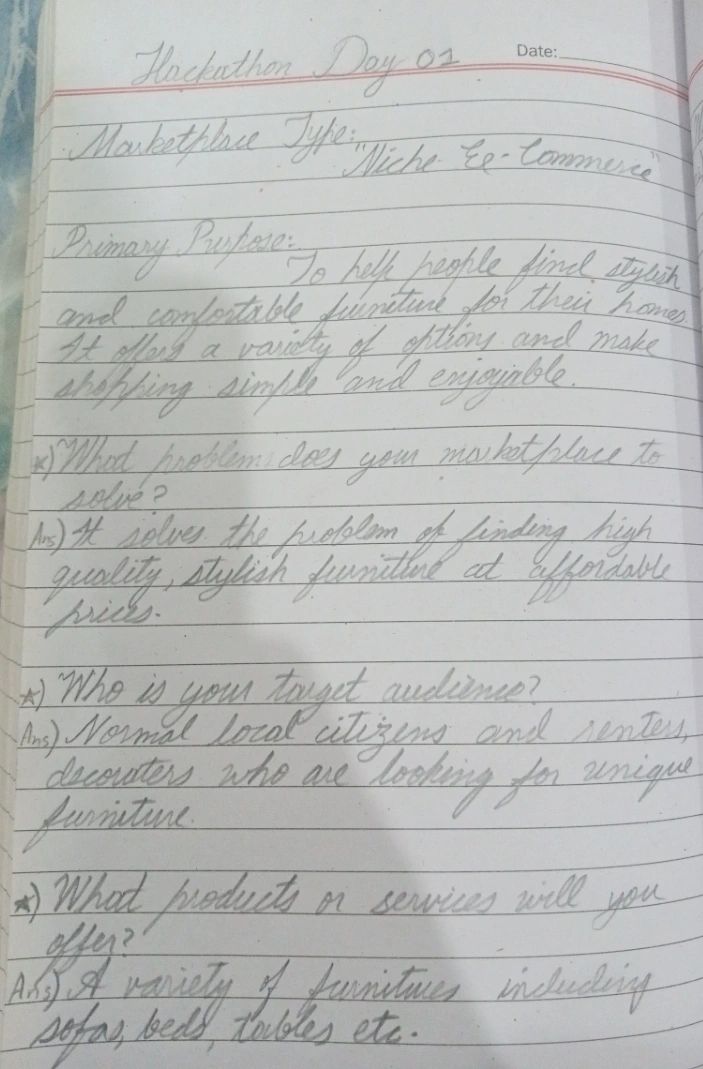 Hackathon Day 01
Date:
Marketplace Type:
"Niche Ee-Commerce"
Primary Purpose:
To help people find stylish
and comfortable furniture for their homes.
It offers a variety of options and make
shopping simple and enjoyable.
*) "What problem does your marketplace to
solve?
Ans) It solves the problem of finding high
quality, stylish furniture at affordable
prices.
*) "Who is your target audience?
Ans) Normal local citizens and renters,
decoraters who are looking for unique
furniture.
*) What products or services will you
offer?
Ans) A variety of furnitures including
sofas, beds, tables etc.